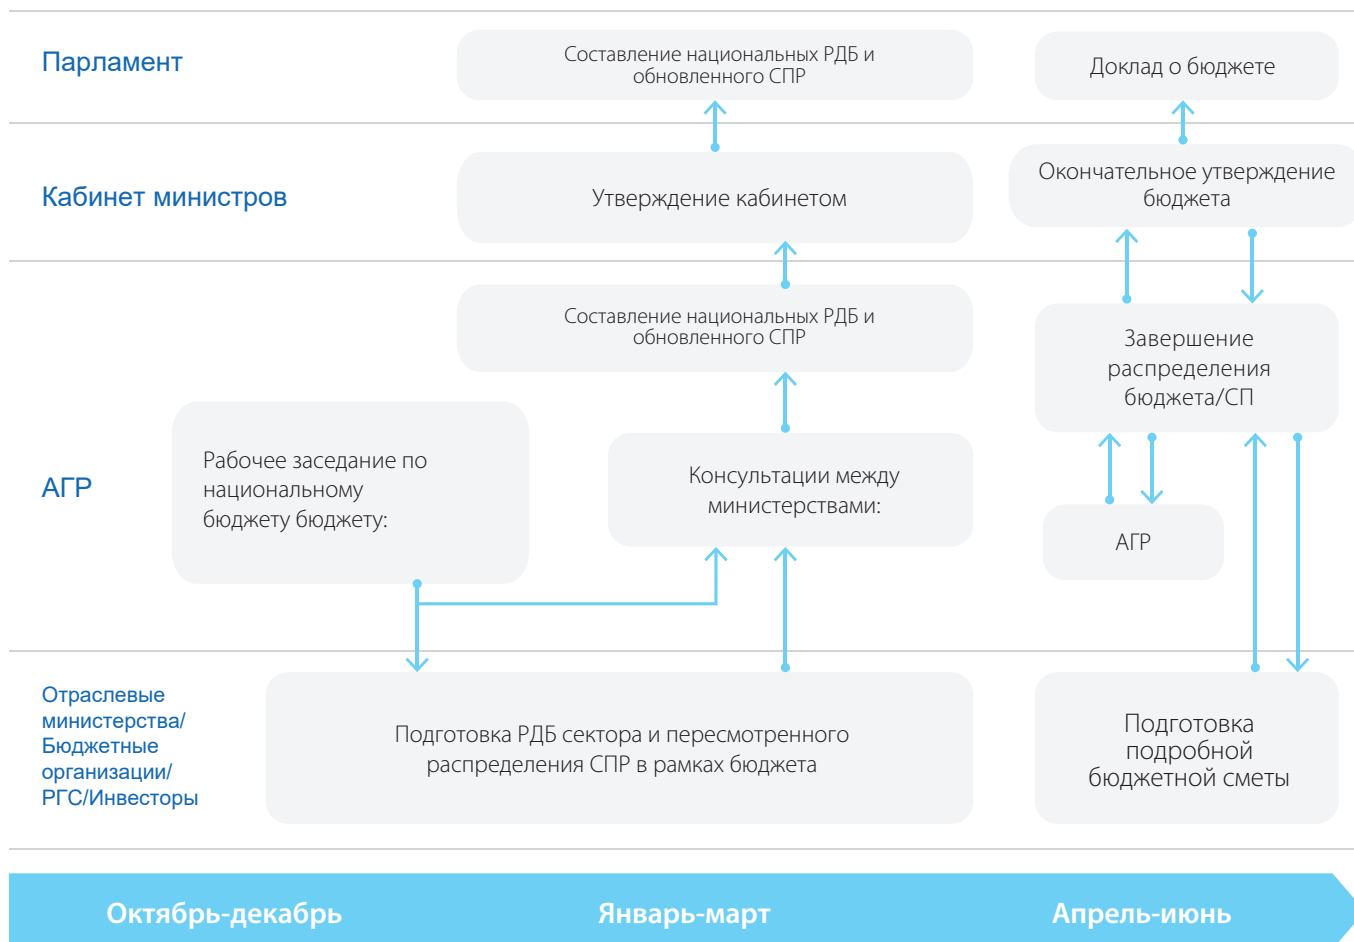 Парламент
Составление национальных РДБ и
обновленного СПР
Доклад о бюджете
Кабинет министров
Утверждение кабинетом
Окончательное утверждение
бюджета
АГР
Составление национальных РДБ и
обновленного СПР
Завершение
распределения
бюджета/СП
Рабочее заседание по
национальному
бюджету бюджету:
Консультации между
министерствами:
АГР
Отраслевые
министерства/
Бюджетные
организации/
РГС/Инвесторы
Подготовка РДБ сектора и пересмотренного
распределения СПР в рамках бюджета
Подготовка
подробной
бюджетной сметы
Октябрь-декабрь
Январь-март
Апрель-июнь